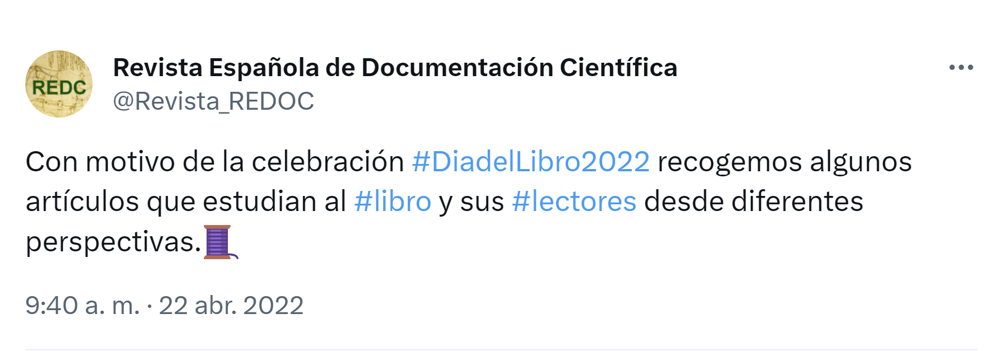 REDC
Revista Española de Documentación Científica
@Revista_REDOC
Con motivo de la celebración #DiadelLibro2022 recogemos algunos
artículos que estudian al #libro y sus #lectores desde diferentes
perspectivas.
9:40 a. m. · 22 abr. 2022